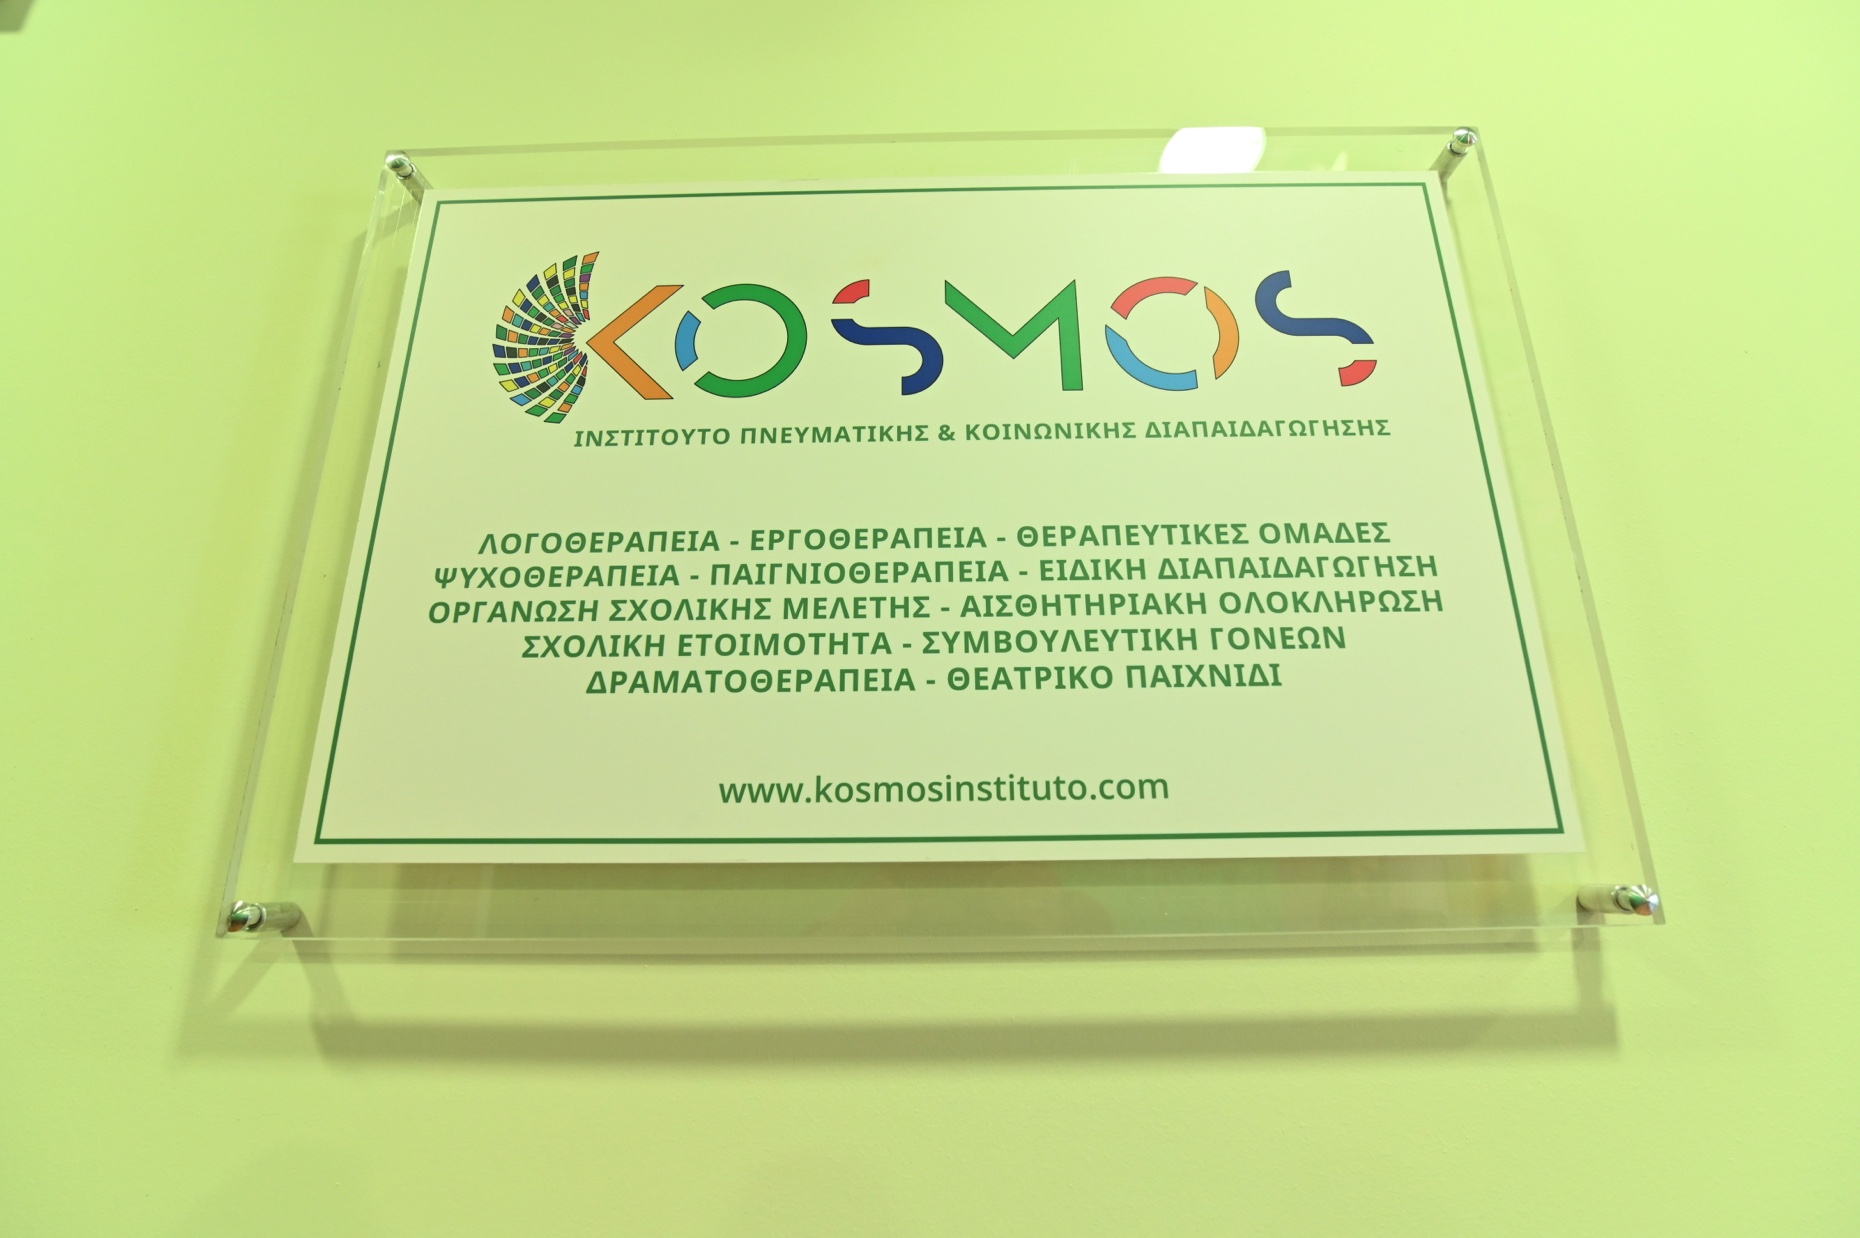 KOSMOS
ΙΝΣΤΙΤΟΥΤΟ ΠΝΕΥΜΑΤΙΚΗΣ & ΚΟΙΝΩΝΙΚΗΣ ΔΙΑΠΑΙΔΑΓΩΓΗΣΗΣ
ΛΟΓΟΘΕΡΑΠΕΙΑ - ΕΡΓΟΘΕΡΑΠΕΙΑ - ΘΕΡΑΠΕΥΤΙΚΕΣ ΟΜΑΔΕΣ
ΨΥΧΟΘΕΡΑΠΕΙΑ - ΠΑΙΓΝΙΟΘΕΡΑΠΕΙΑ - ΕΙΔΙΚΗ ΔΙΑΠΑΙΔΑΓΩΓΗΣΗ
ΟΡΓΑΝΩΣΗ ΣΧΟΛΙΚΗΣ ΜΕΛΕΤΗΣ - ΑΙΣΘΗΤΗΡΙΑΚΗ ΟΛΟΚΛΗΡΩΣΗ
ΣΧΟΛΙΚΗ ΕΤΟΙΜΟΤΗΤΑ - ΣΥΜΒΟΥΛΕΥΤΙΚΗ ΓΟΝΕΩΝ
ΔΡΑΜΑΤΟΘΕΡΑΠΕΙΑ - ΘΕΑΤΡΙΚΟ ΠΑΙΧΝΙΔΙ
www.kosmosinstituto.com